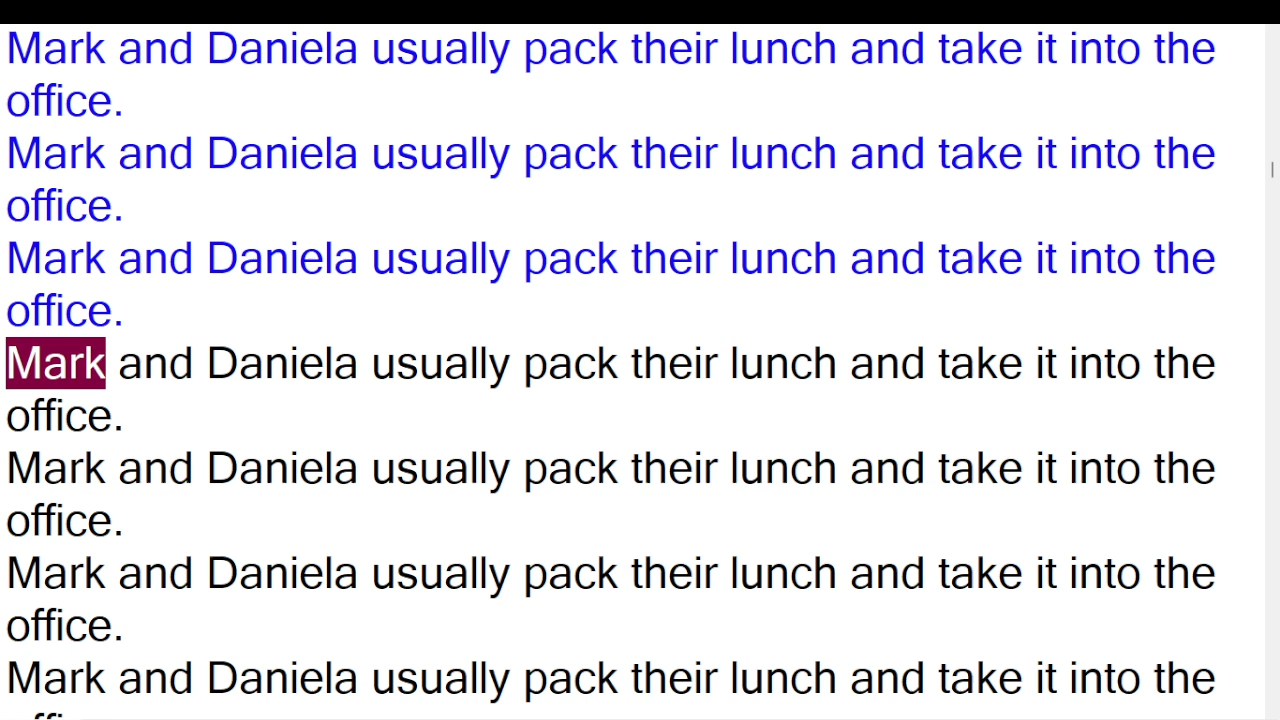 Mark and Daniela usually pack their lunch and take it into the
office.
Mark and Daniela usually pack their lunch and take it into the
office.
Mark and Daniela usually pack their lunch and take it into the
office.
Mark and Daniela usually pack their lunch and take it into the
office.
Mark and Daniela usually pack their lunch and take it into the
office.
Mark and Daniela usually pack their lunch and take it into the
office.
Mark and Daniela usually pack their lunch and take it into the